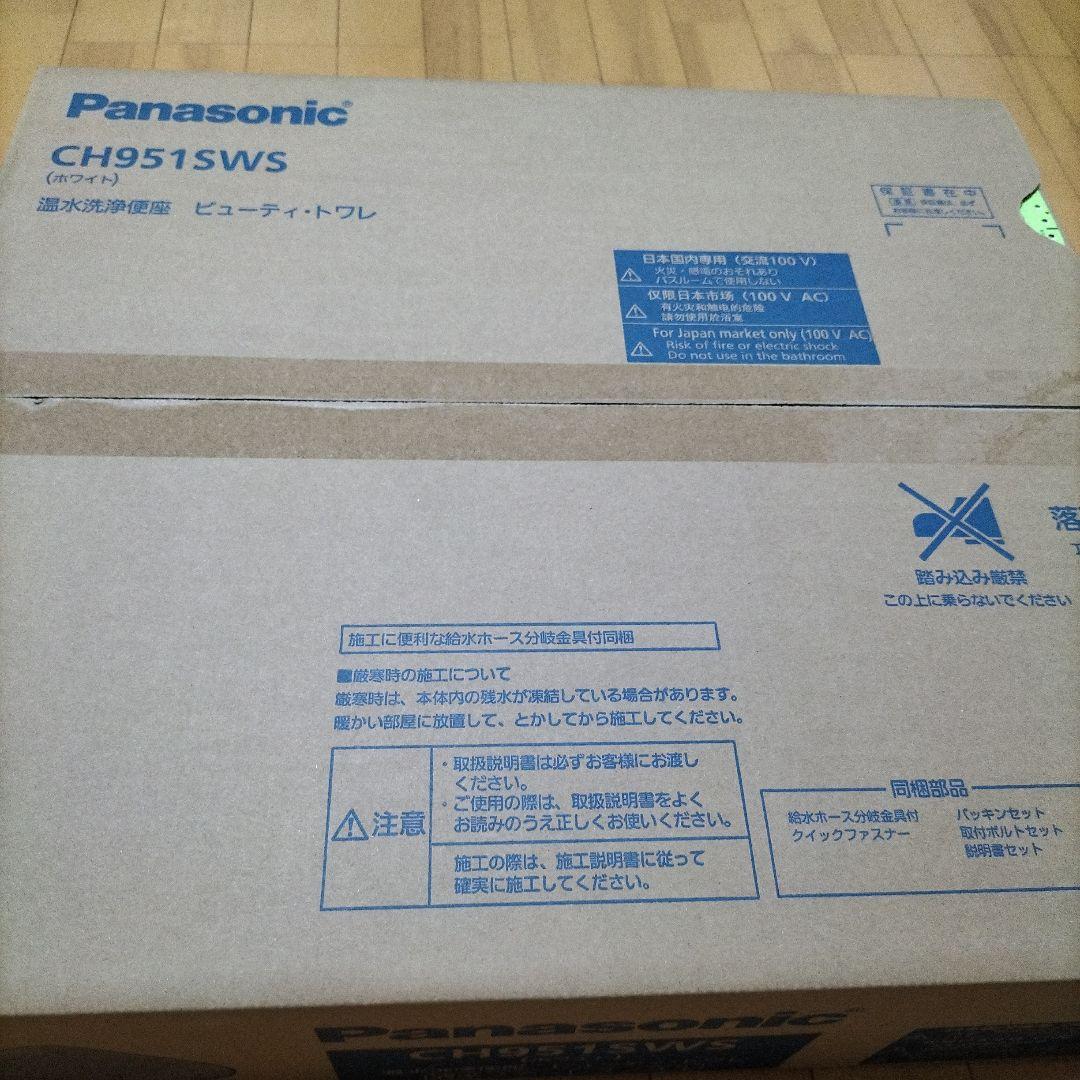 Panasonic®
CH951SWS
(ホワイト)
温水洗浄便座 ビューティ・トワレ
保証書在中
日本国内専用(交流100 V)
火災・感電のおそれあり
バスルームで使用しない
仅限日本市场(100 V AC)
有火灾和触电的危险
請勿使用於浴室
For Japan market only (100 V AC)
Risk of fire or electric shock
Do not use in the bathroom
踏み込み厳禁
この上に乗らないでください
落
施工に便利な給水ホース分岐金具付同梱
■厳寒時の施工について
厳寒時は、本体内の残水が凍結している場合があります。
暖かい部屋に放置して、とかしてから施工してください。
注意
・取扱説明書は必ずお客様にお渡し
ください。
・ご使用の際は、取扱説明書をよく
お読みのうえ正しくお使いください。
施工の際は、施工説明書に従って
確実に施工してください。
同梱部品
給水ホース分岐金具付
クイックファスナー
パッキンセット
取付ボルトセット
説明書セット
Panasonic
CH951SWS